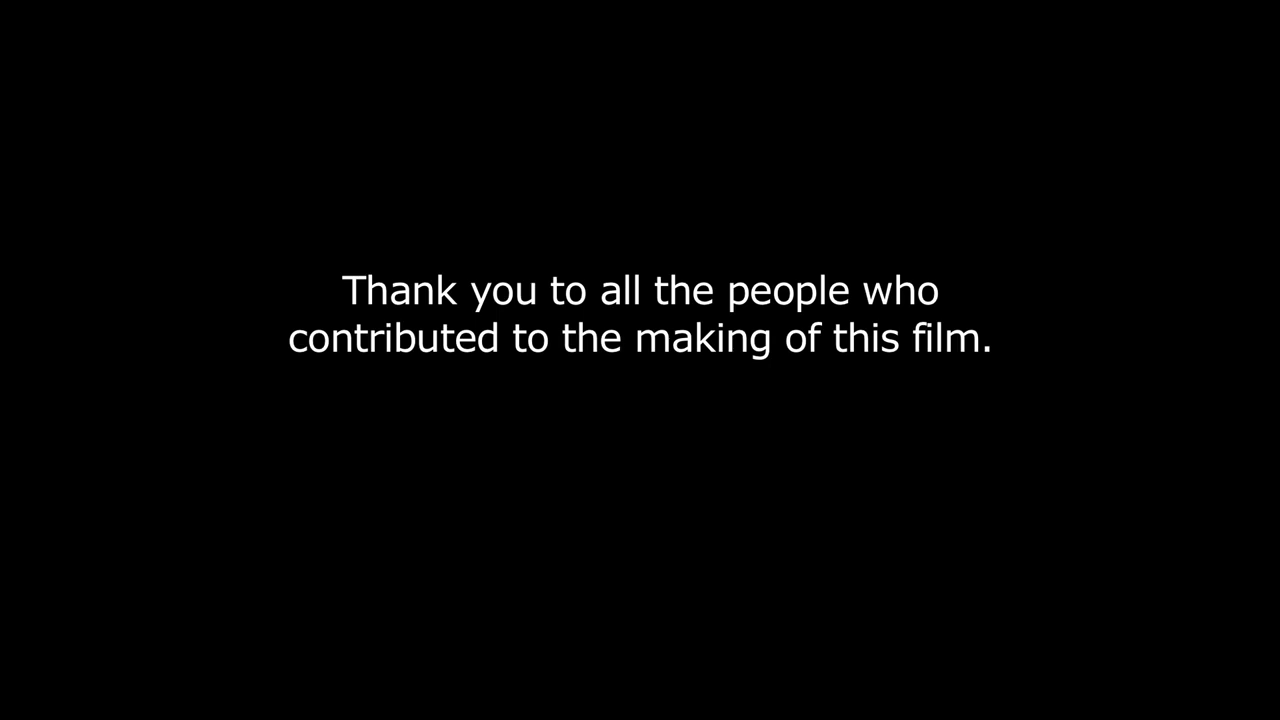 Thank you to all the people who
contributed to the making of this film.